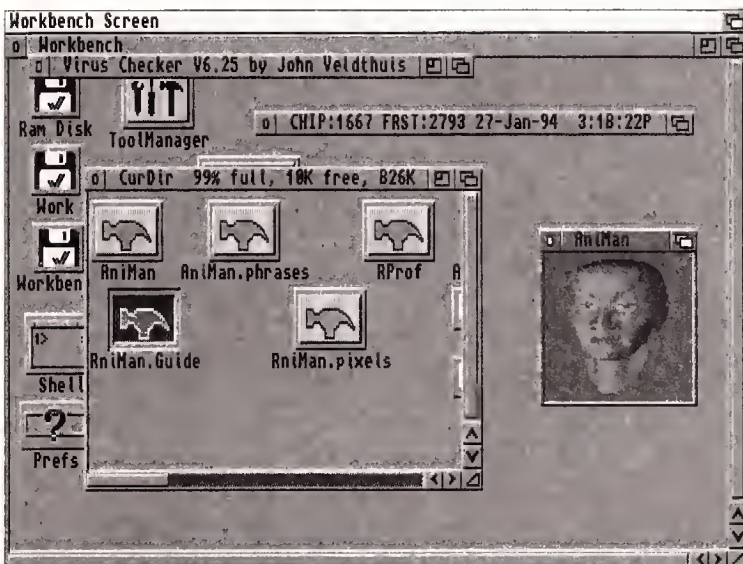 Workbench Screen
Workbench
Virus Checker V6.25 by John Veldthuis
Ram Disk
ToolManager
CHIP:1667 FAST:2793 27-Jan-94 3:18:22P
CurDir 99% full, 10K free, 826K
Work
AniMan
AniMan.phrases
RProf
A
AniMan
Workben
1>
AniMan.Guide
AniMan.pixels
Shell
?
Prefs